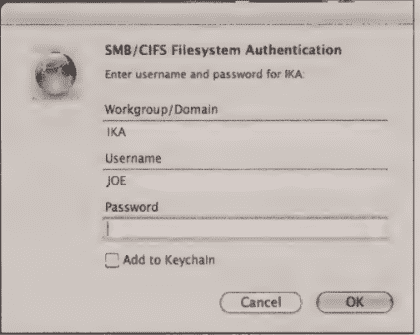 SMB/CIFS Filesystem Authentication
Enter username and password for IKA:
Workgroup/Domain
IKA
Username
JOE
Password
Add to Keychain
Cancel OK